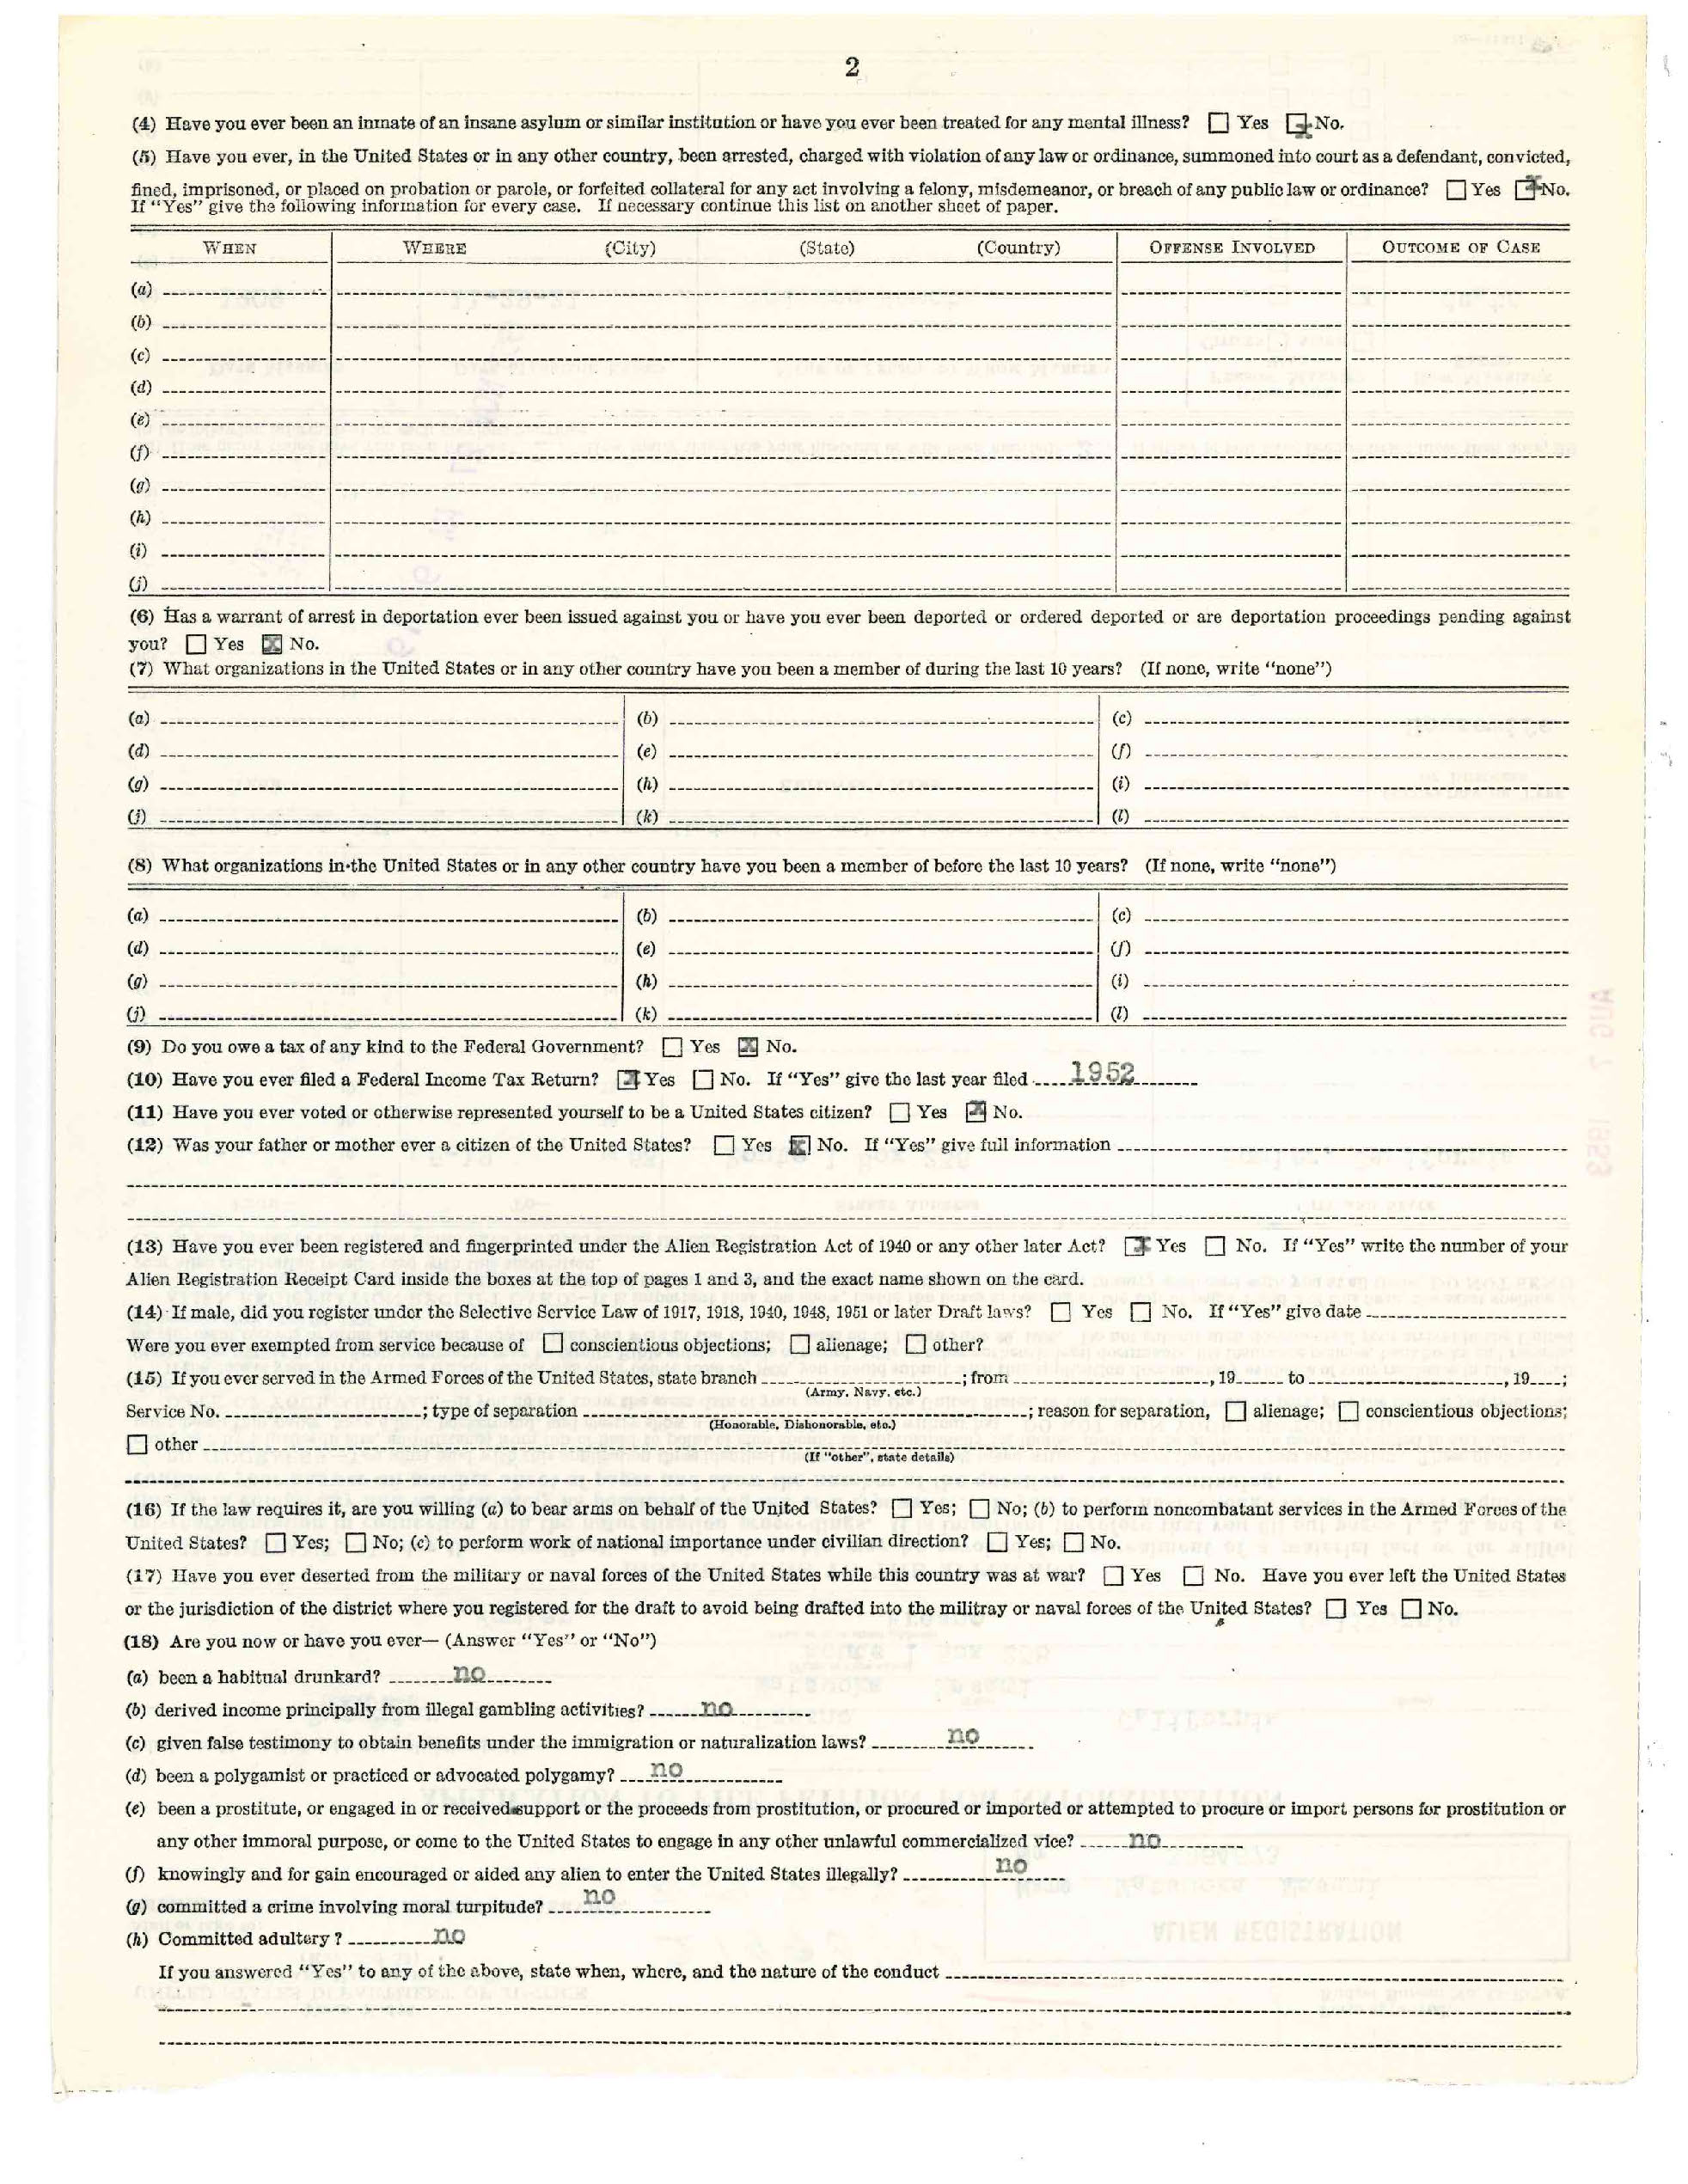 2
(4) Have you ever been an inmate of an insane asylum or similar institution or have you ever been treated for any mental illness? ☐ Yes ☒ No.
(5) Have you ever, in the United States or in any other country, been arrested, charged with violation of any law or ordinance, summoned into court as a defendant, convicted,
fined, imprisoned, or placed on probation or parole, or forfeited collateral for any act involving a felony, misdemeanor, or breach of any public law or ordinance? ☐ Yes ☒ No.
If "Yes" give the following information for every case. If necessary continue this list on another sheet of paper.
WHEN WHERE (City) (State) (Country) OFFENSE INVOLVED OUTCOME OF CASE
(a)
(b)
(c)
(d)
(e)
(f)
(g)
(h)
(i)
(j)
(6) Has a warrant of arrest in deportation ever been issued against you or have you ever been deported or ordered deported or are deportation proceedings pending against
you? ☐ Yes ☒ No.
(7) What organizations in the United States or in any other country have you been a member of during the last 10 years? (If none, write "none")
(a) (b) (c)
(d) (e) (f)
(g) (h) (i)
(j) (k) (l)
(8) What organizations in the United States or in any other country have you been a member of before the last 10 years? (If none, write "none")
(a) (b) (c)
(d) (e) (f)
(g) (h) (i)
(j) (k) (l)
(9) Do you owe a tax of any kind to the Federal Government? ☐ Yes ☒ No.
(10) Have you ever filed a Federal Income Tax Return? ☒ Yes ☐ No. If "Yes" give the last year filed 1952
(11) Have you ever voted or otherwise represented yourself to be a United States citizen? ☐ Yes ☒ No.
(12) Was your father or mother ever a citizen of the United States? ☐ Yes ☒ No. If "Yes" give full information
(13) Have you ever been registered and fingerprinted under the Alien Registration Act of 1940 or any other later Act? ☒ Yes ☐ No. If "Yes" write the number of your
Alien Registration Receipt Card inside the boxes at the top of pages 1 and 3, and the exact name shown on the card.
(14) If male, did you register under the Selective Service Law of 1917, 1918, 1940, 1948, 1951 or later Draft laws? ☐ Yes ☐ No. If "Yes" give date
Were you ever exempted from service because of ☐ conscientious objections; ☐ alienage; ☐ other?
(15) If you ever served in the Armed Forces of the United States, state branch ; from , 19 to , 19 ;
(Army, Navy, etc.)
Service No. ; type of separation ; reason for separation, ☐ alienage; ☐ conscientious objections;
(Honorable, Dishonorable, etc.)
☐ other
(If "other", state details)
(16) If the law requires it, are you willing (a) to bear arms on behalf of the United States? ☐ Yes; ☐ No; (b) to perform noncombatant services in the Armed Forces of the
United States? ☐ Yes; ☐ No; (c) to perform work of national importance under civilian direction? ☐ Yes; ☐ No.
(17) Have you ever deserted from the military or naval forces of the United States while this country was at war? ☐ Yes ☐ No. Have you ever left the United States
or the jurisdiction of the district where you registered for the draft to avoid being drafted into the militray or naval forces of the United States? ☐ Yes ☐ No.
(18) Are you now or have you ever— (Answer "Yes" or "No")
(a) been a habitual drunkard? no
(b) derived income principally from illegal gambling activities? no
(c) given false testimony to obtain benefits under the immigration or naturalization laws? no
(d) been a polygamist or practiced or advocated polygamy? no
(e) been a prostitute, or engaged in or received support or the proceeds from prostitution, or procured or imported or attempted to procure or import persons for prostitution or
any other immoral purpose, or come to the United States to engage in any other unlawful commercialized vice? no
(f) knowingly and for gain encouraged or aided any alien to enter the United States illegally? no
(g) committed a crime involving moral turpitude? no
(h) Committed adultery? no
If you answered "Yes" to any of the above, state when, where, and the nature of the conduct